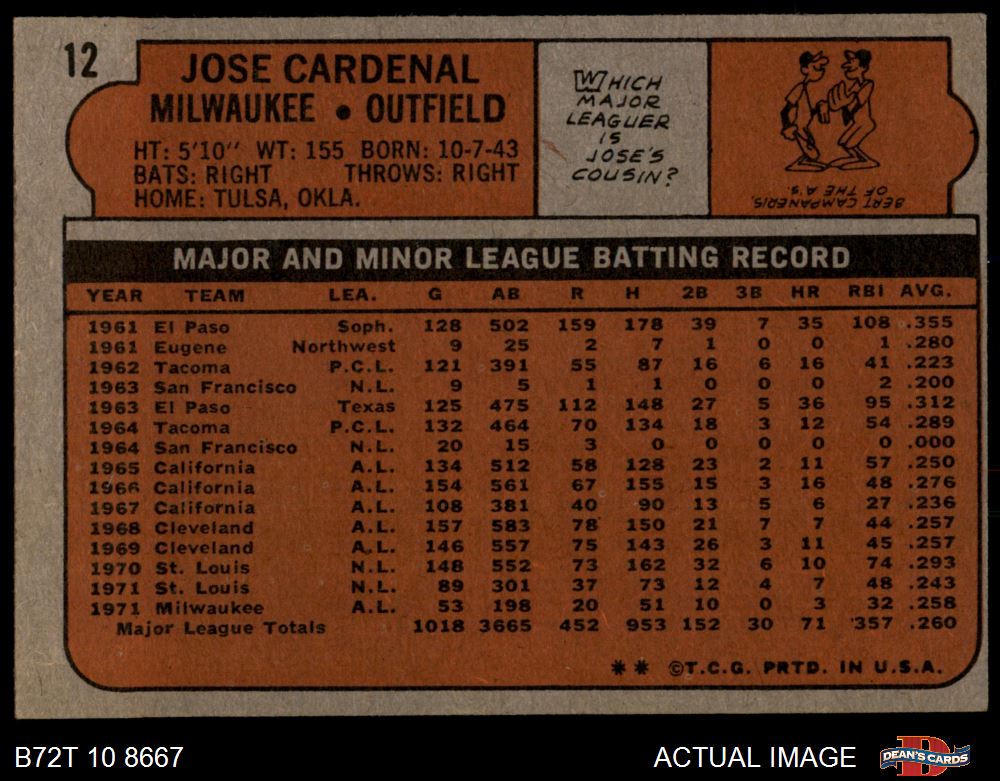 12
JOSE CARDENAL
MILWAUKEE • OUTFIELD
HT: 5'10" WT: 155 BORN: 10-7-43
BATS: RIGHT THROWS: RIGHT
HOME: TULSA, OKLA.
WHICH
MAJOR
LEAGUER
IS
JOSE'S
COUSIN?
BERT CAMPANERIS,
OF THE A'S.
MAJOR AND MINOR LEAGUE BATTING RECORD
YEAR TEAM LEA. G AB R H 2B 3B HR RBI AVG.
1961 El Paso Soph. 128 502 159 178 39 7 35 108 .355
1961 Eugene Northwest 9 25 2 7 1 0 0 1 .280
1962 Tacoma P.C.L. 121 391 55 87 16 6 16 41 .223
1963 San Francisco N.L. 9 5 1 1 0 0 0 2 .200
1963 El Paso Texas 125 475 112 148 27 5 36 95 .312
1964 Tacoma P.C.L. 132 464 70 134 18 3 12 54 .289
1964 San Francisco N.L. 20 15 3 0 0 0 0 0 .000
1965 California A.L. 134 512 58 128 23 2 11 57 .250
1966 California A.L. 154 561 67 155 15 3 16 48 .276
1967 California A.L. 108 381 40 90 13 5 6 27 .236
1968 Cleveland A.L. 157 583 78 150 21 7 7 44 .257
1969 Cleveland A.L. 146 557 75 143 26 3 11 45 .257
1970 St. Louis N.L. 148 552 73 162 32 6 10 74 .293
1971 St. Louis N.L. 89 301 37 73 12 4 7 48 .243
1971 Milwaukee A.L. 53 198 20 51 10 0 3 32 .258
Major League Totals 1018 3665 452 953 152 30 71 357 .260
** ©T.C.G. PRTD. IN U.S.A.
B72T 10 8667
ACTUAL IMAGE
DEAN'S CARDS